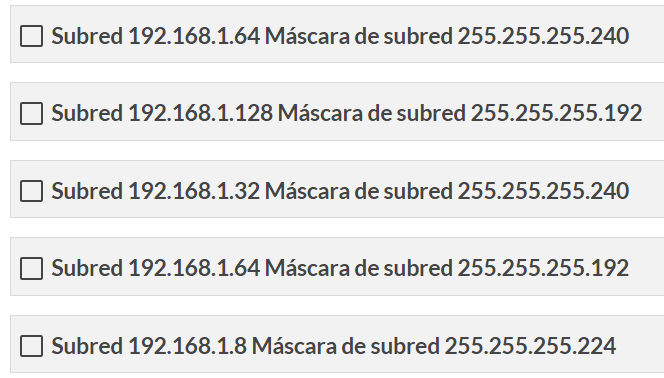 Subred 192.168.1.64 Máscara de subred 255.255.255.240
Subred 192.168.1.128 Máscara de subred 255.255.255.192
Subred 192.168.1.32 Máscara de subred 255.255.255.240
Subred 192.168.1.64 Máscara de subred 255.255.255.192
Subred 192.168.1.8 Máscara de subred 255.255.255.224